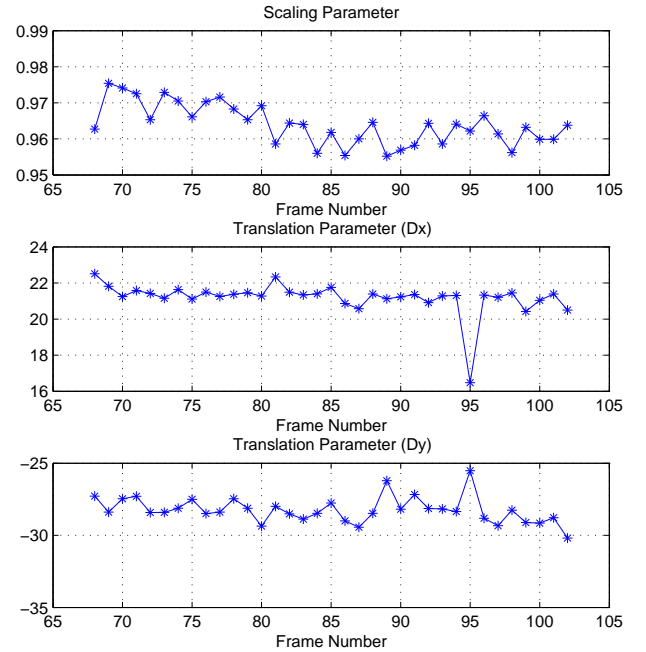 Scaling Parameter
0.99
0.98
0.97
0.96
0.95
65 70 75 80 85 90 95 100 105
Frame Number
Translation Parameter (Dx)
24
22
20
18
16
65 70 75 80 85 90 95 100 105
Frame Number
Translation Parameter (Dy)
−25
−30
−35
65 70 75 80 85 90 95 100 105
Frame Number